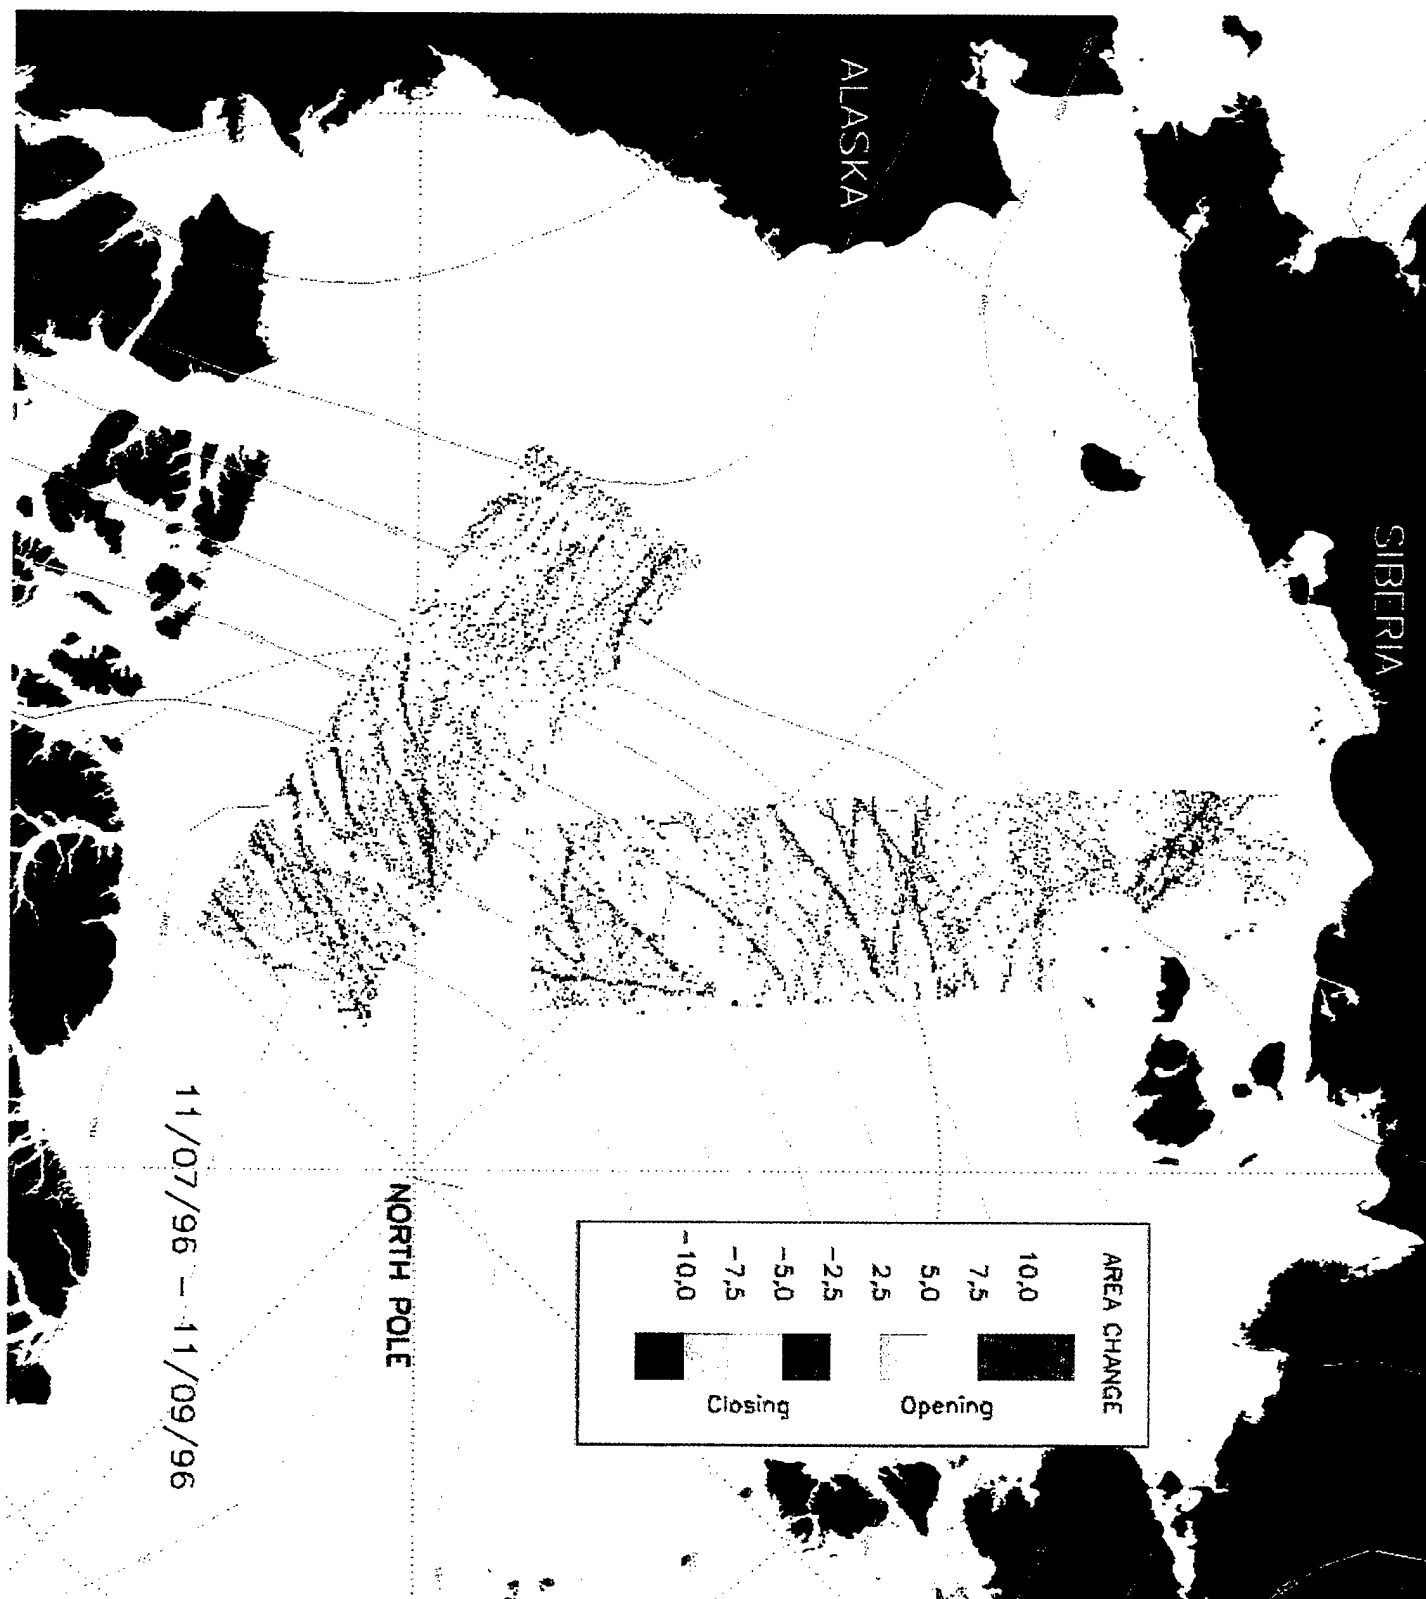 ALASKA
SIBERIA
NORTH POLE
11/07/96 - 11/09/96
AREA CHANGE
10,0
7,5
5,0
2,5
-2,5
-5,0
-7,5
-10,0
Opening
Closing